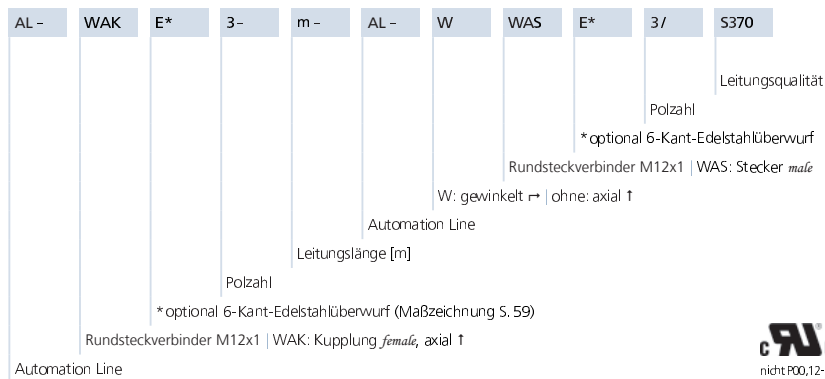 AL – WAK E* 3 – m – AL – W WAS E* 3 / S370
Leitungsqualität
Polzahl
* optional 6-Kant-Edelstahlüberwurf
Rundsteckverbinder M12x1 | WAS: Stecker male
W: gewinkelt ↱ | ohne: axial ↑
Automation Line
Leitungslänge [m]
Polzahl
* optional 6-Kant-Edelstahlüberwurf (Maßzeichnung S. 59)
Rundsteckverbinder M12x1 | WAK: Kupplung female, axial ↑
Automation Line
c RU ®
nicht P00,12-